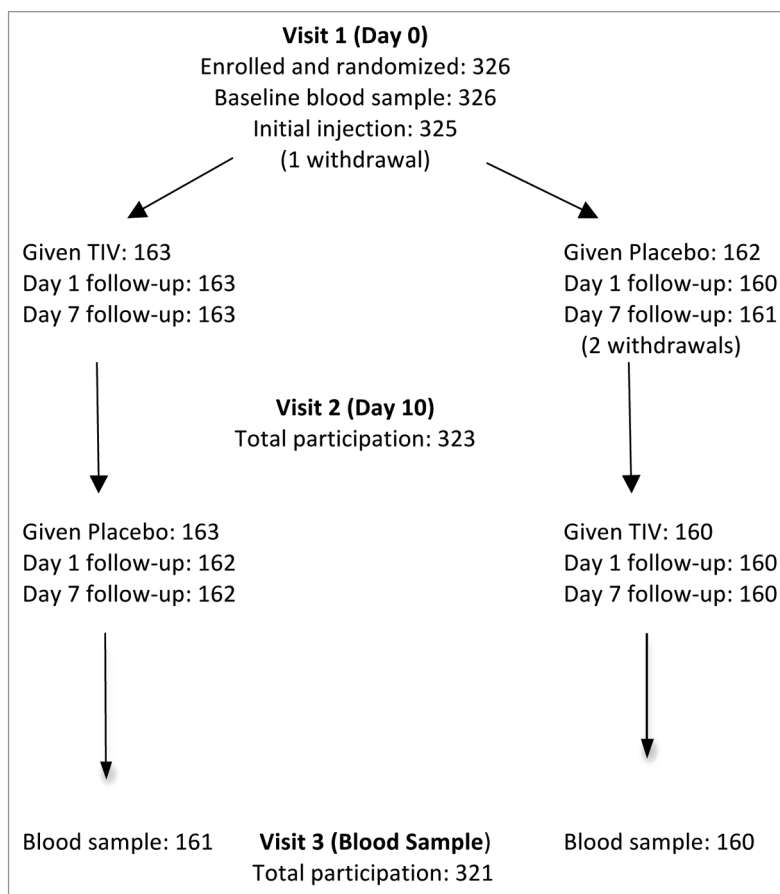 Visit 1 (Day 0)
Enrolled and randomized: 326
Baseline blood sample: 326
Initial injection: 325
(1 withdrawal)
Given TIV: 163
Day 1 follow-up: 163
Day 7 follow-up: 163
Given Placebo: 162
Day 1 follow-up: 160
Day 7 follow-up: 161
(2 withdrawals)
Visit 2 (Day 10)
Total participation: 323
Given Placebo: 163
Day 1 follow-up: 162
Day 7 follow-up: 162
Given TIV: 160
Day 1 follow-up: 160
Day 7 follow-up: 160
Blood sample: 161
Visit 3 (Blood Sample)
Total participation: 321
Blood sample: 160